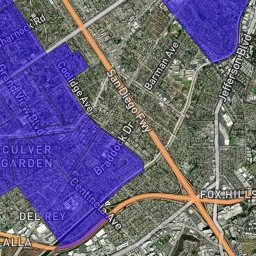 Charnock Rd
Grand View Blvd
Coolidge Ave
San Diego Fwy
Barman Ave
Jefferson Blvd
Braddock Dr
CULVER
GARDEN
Centinela Ave
FOX HILLS
DEL REY
ALLA